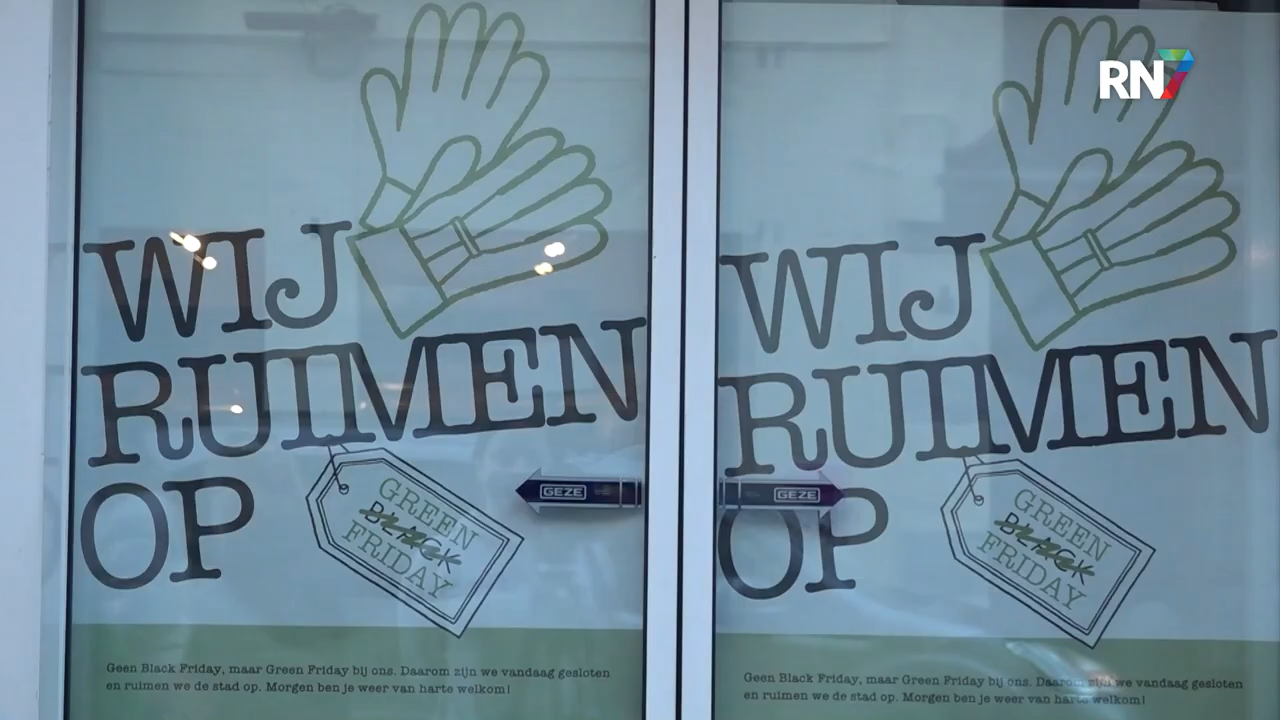 RN7
WIJ
RUIMEN
OP
GREEN
BLACK
FRIDAY
GEZE
Geen Black Friday, maar Green Friday bij ons. Daarom zijn we vandaag gesloten
en ruimen we de stad op. Morgen ben je weer van harte welkom!
WIJ
RUIMEN
OP
GEZE
GREEN
BLACK
FRIDAY
Geen Black Friday, maar Green Friday bij ons. Daarom zijn we vandaag gesloten
en ruimen we de stad op. Morgen ben je weer van harte welkom!